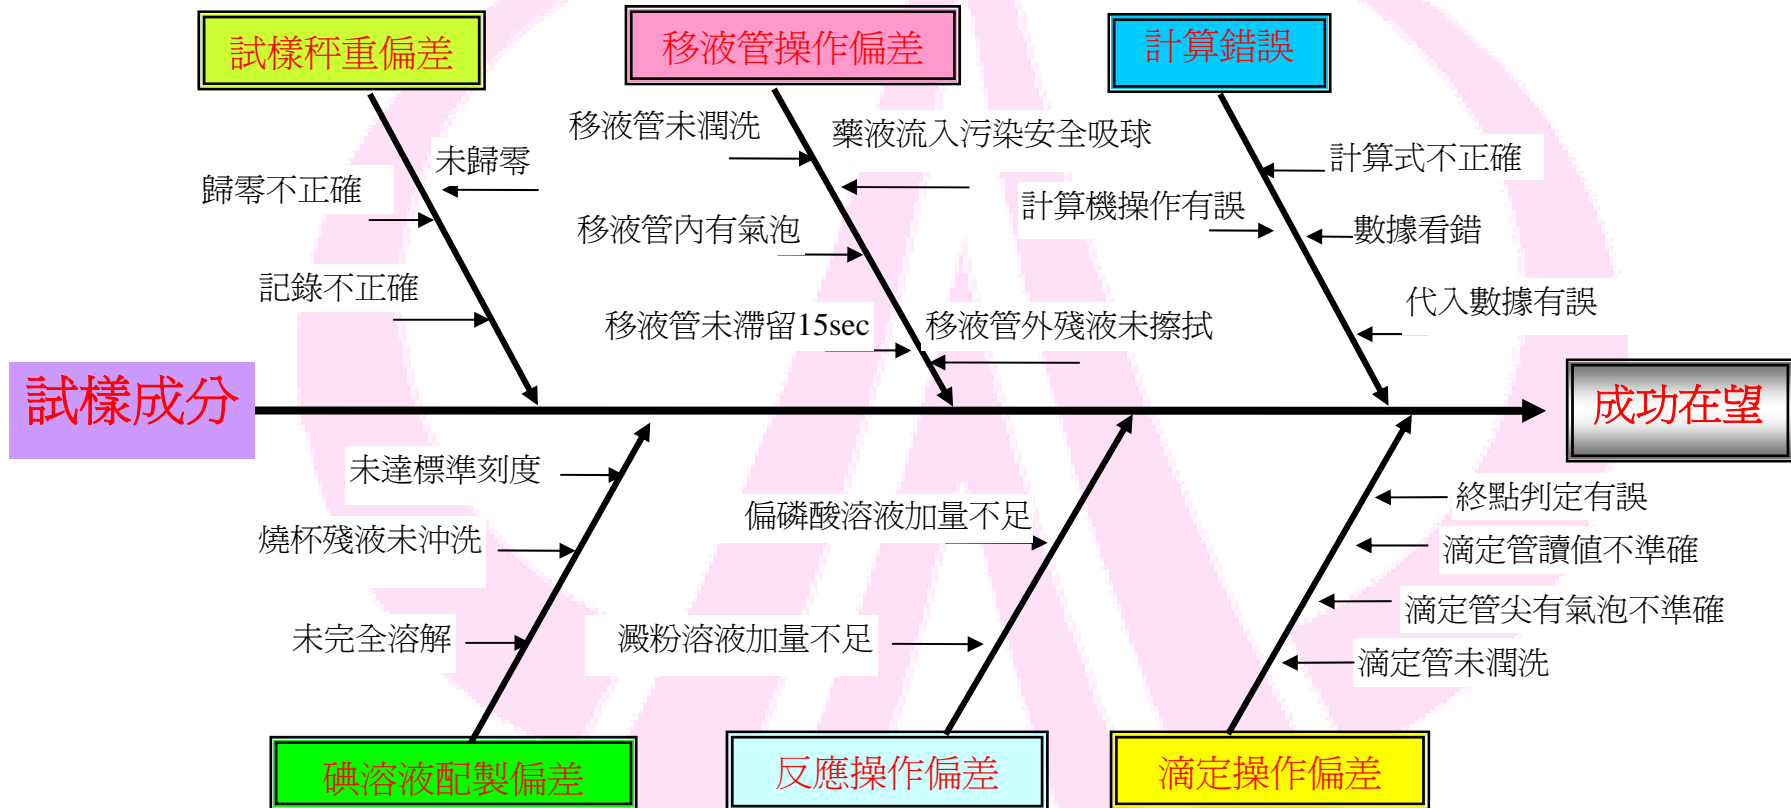 試樣秤重偏差
移液管操作偏差
計算錯誤
移液管未潤洗
藥液流入污染安全吸球
未歸零
計算式不正確
歸零不正確
計算機操作有誤
移液管內有氣泡
數據看錯
記錄不正確
代入數據有誤
移液管未滯留15sec
移液管外殘液未擦拭
試樣成分
成功在望
未達標準刻度
終點判定有誤
偏磷酸溶液加量不足
燒杯殘液未沖洗
滴定管讀值不準確
滴定管尖有氣泡不準確
未完全溶解
澱粉溶液加量不足
滴定管未潤洗
碘溶液配製偏差
反應操作偏差
滴定操作偏差